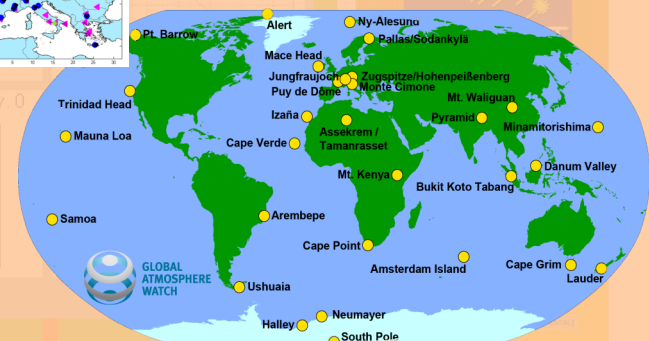 Alert
Ny-Alesund
Pt. Barrow
Pallas/Sodankylä
Mace Head
Jungfraujoch
Zugspitze/Hohenpeißenberg
Puy de Dôme
Monte Cimone
Mt. Waliguan
Trinidad Head
Izaña
Pyramid
Minamitorishima
Mauna Loa
Assekrem /
Tamanrasset
Cape Verde
Danum Valley
Mt. Kenya
Bukit Koto Tabang
Samoa
Arembepe
Cape Point
Amsterdam Island
Cape Grim
Lauder
GLOBAL
ATMOSPHERE
WATCH
Ushuaia
Neumayer
Halley
South Pole